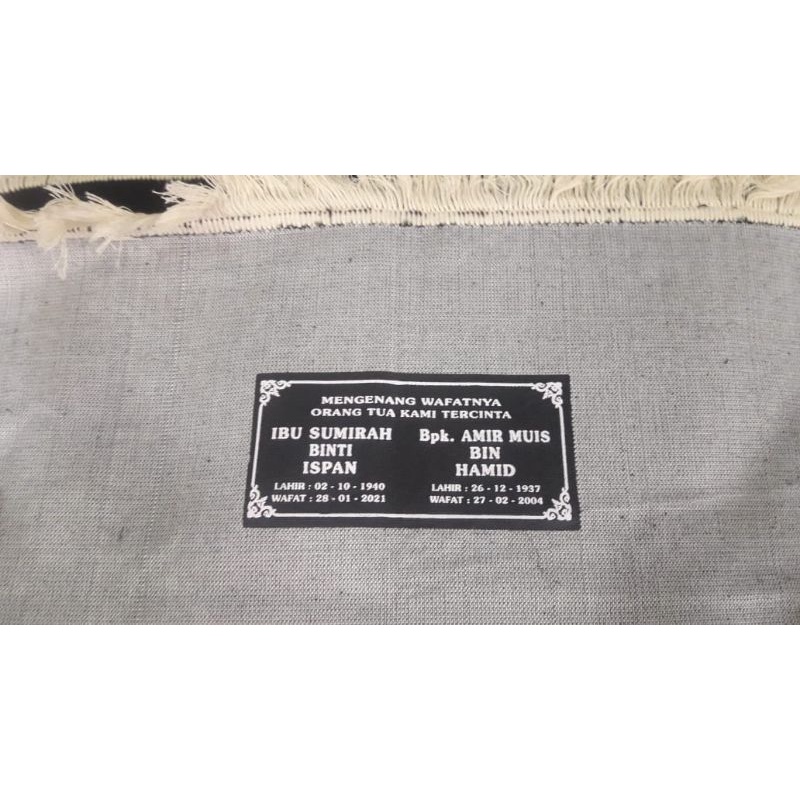 MENGENANG WAFATNYA
ORANG TUA KAMI TERCINTA
IBU SUMIRAH
BINTI
ISPAN
LAHIR : 02 - 10 - 1940
WAFAT : 28 - 01 - 2021
Bpk. AMIR MUIS
BIN
HAMID
LAHIR : 26 - 12 - 1937
WAFAT : 27 - 02 - 2004